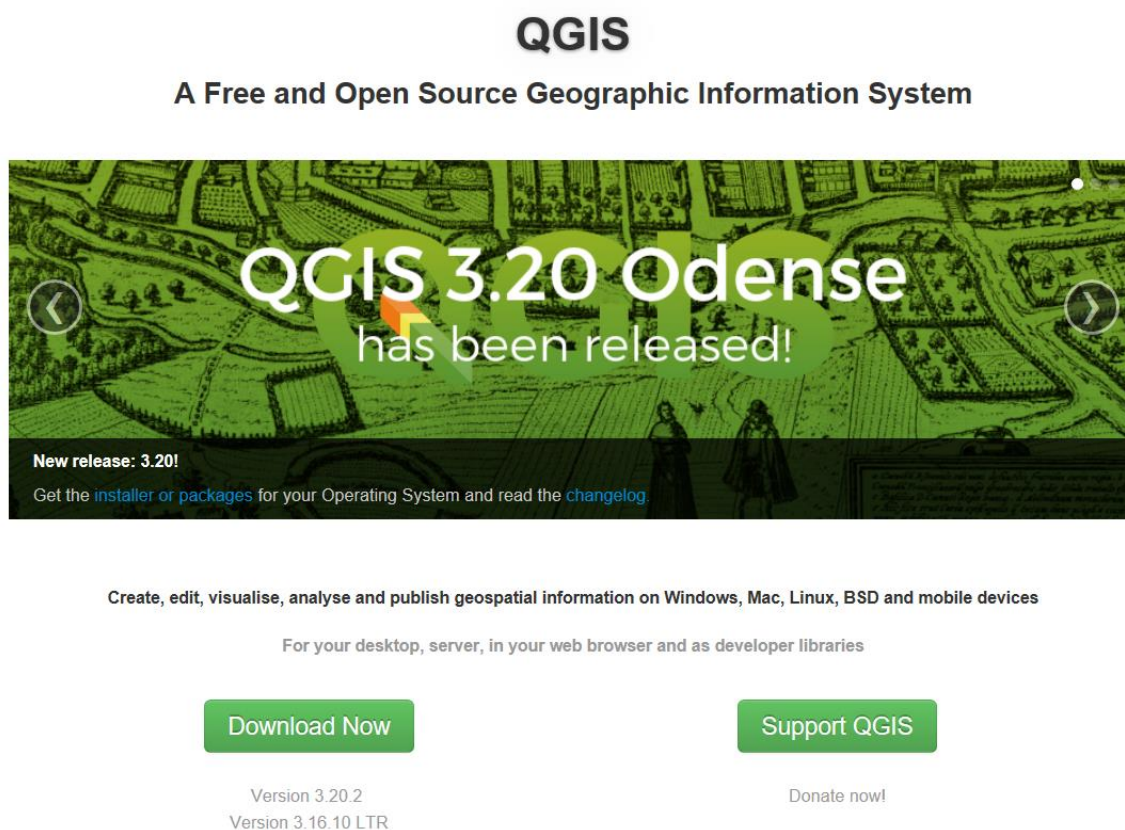 QGIS
A Free and Open Source Geographic Information System
QGIS 3.20 Odense
has been released!
New release: 3.20!
Get the installer or packages for your Operating System and read the changelog.
Create, edit, visualise, analyse and publish geospatial information on Windows, Mac, Linux, BSD and mobile devices
For your desktop, server, in your web browser and as developer libraries
Download Now
Support QGIS
Version 3.20.2
Donate now!
Version 3.16.10 LTR